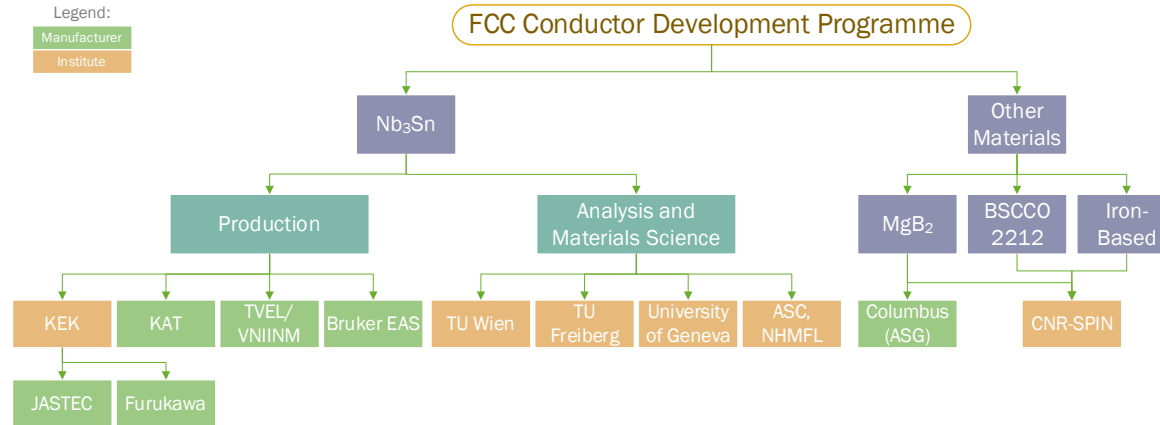 Legend:
Manufacturer
Institute
FCC Conductor Development Programme
Nb₃Sn
Other
Materials
Production
Analysis and
Materials Science
MgB₂
BSCCO
2212
Iron-
Based
KEK
KAT
TVEL/
VNIINM
Bruker EAS
TU Wien
TU
Freiberg
University
of Geneva
ASC,
NHMFL
Columbus
(ASG)
CNR-SPIN
JASTEC
Furukawa